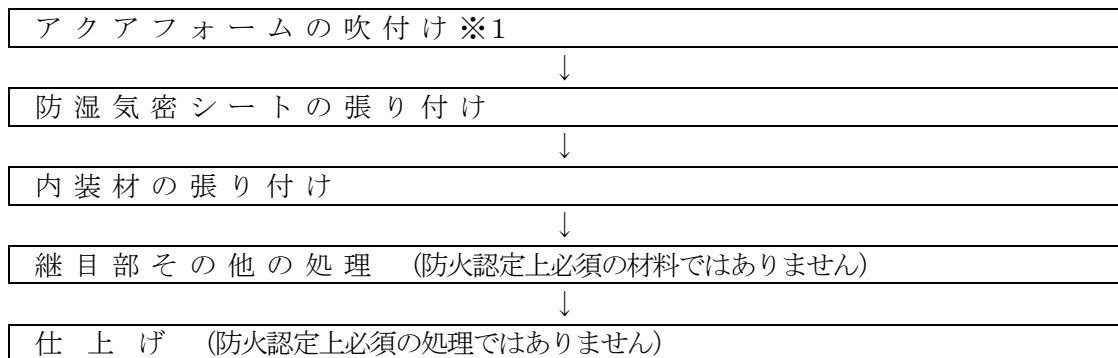 アクアフォームの吹付け※1
↓
防湿気密シートの張り付け
↓
内装材の張り付け
↓
継目部その他の処理 (防火認定上必須の材料ではありません)
↓
仕上げ (防火認定上必須の処理ではありません)